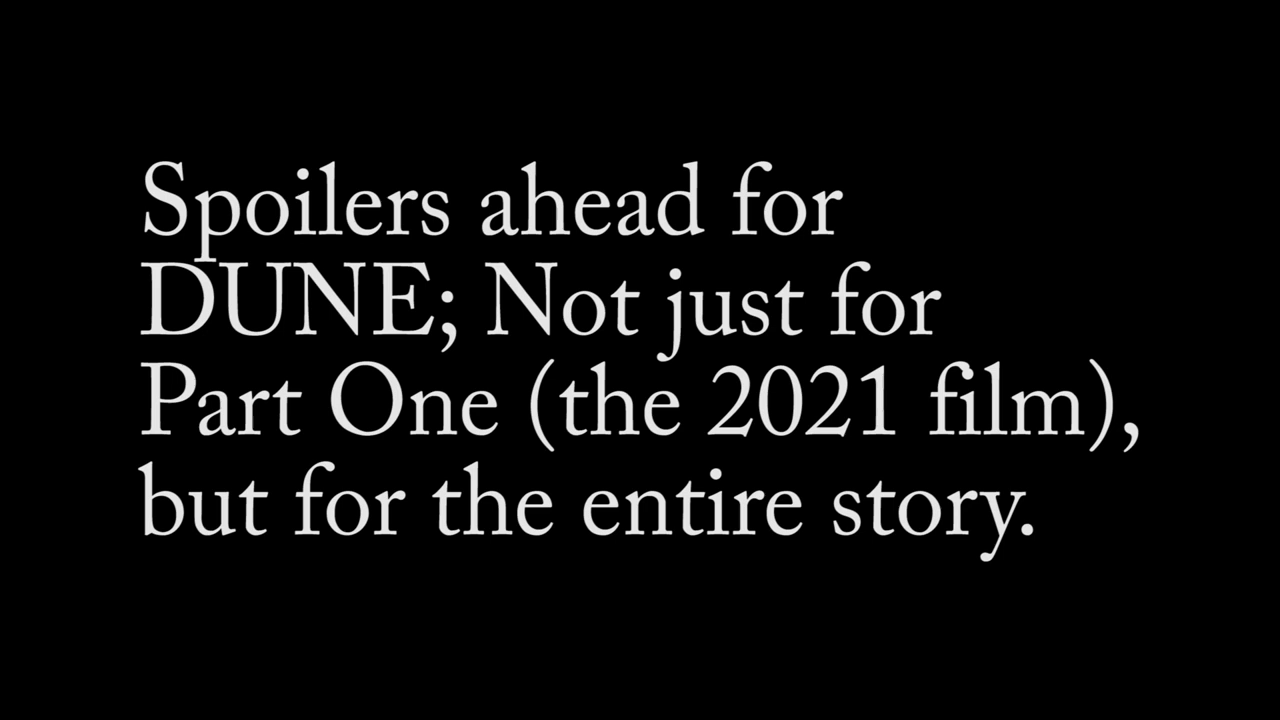 Spoilers ahead for
DUNE; Not just for
Part One (the 2021 film),
but for the entire story.